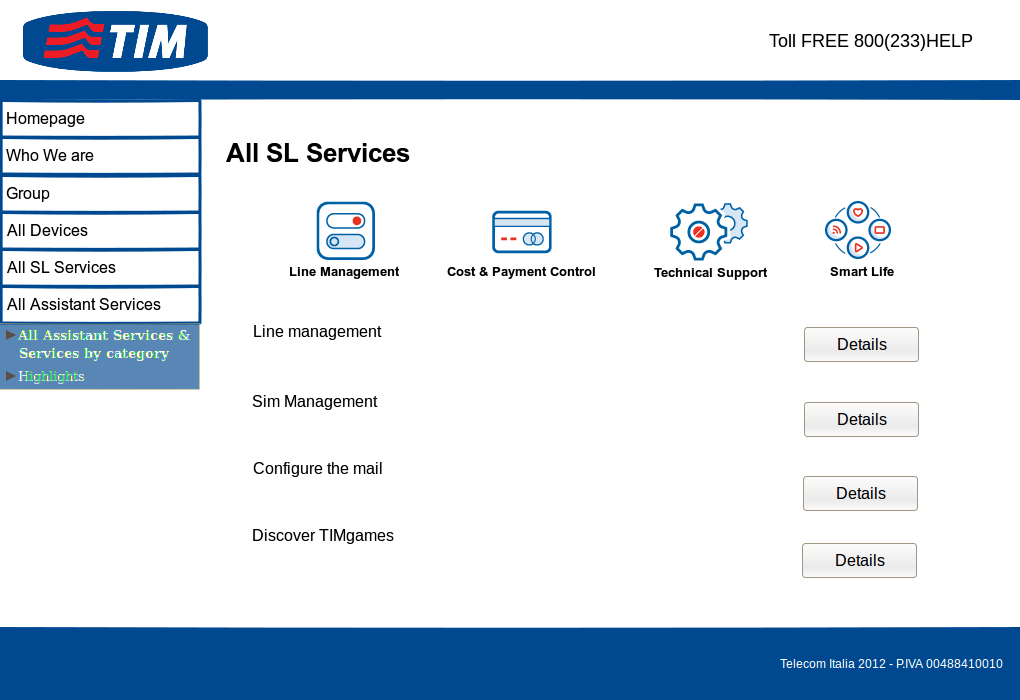 TIM
Toll FREE 800(233)HELP
Homepage
Who We are
Group
All Devices
All SL Services
All Assistant Services
All Assistant Services &
Services by category
Highlights
All SL Services
Line Management
Cost & Payment Control
Technical Support
Smart Life
Line management
Details
Sim Management
Details
Configure the mail
Details
Discover TIMgames
Details
Telecom Italia 2012 - P.IVA 00488410010